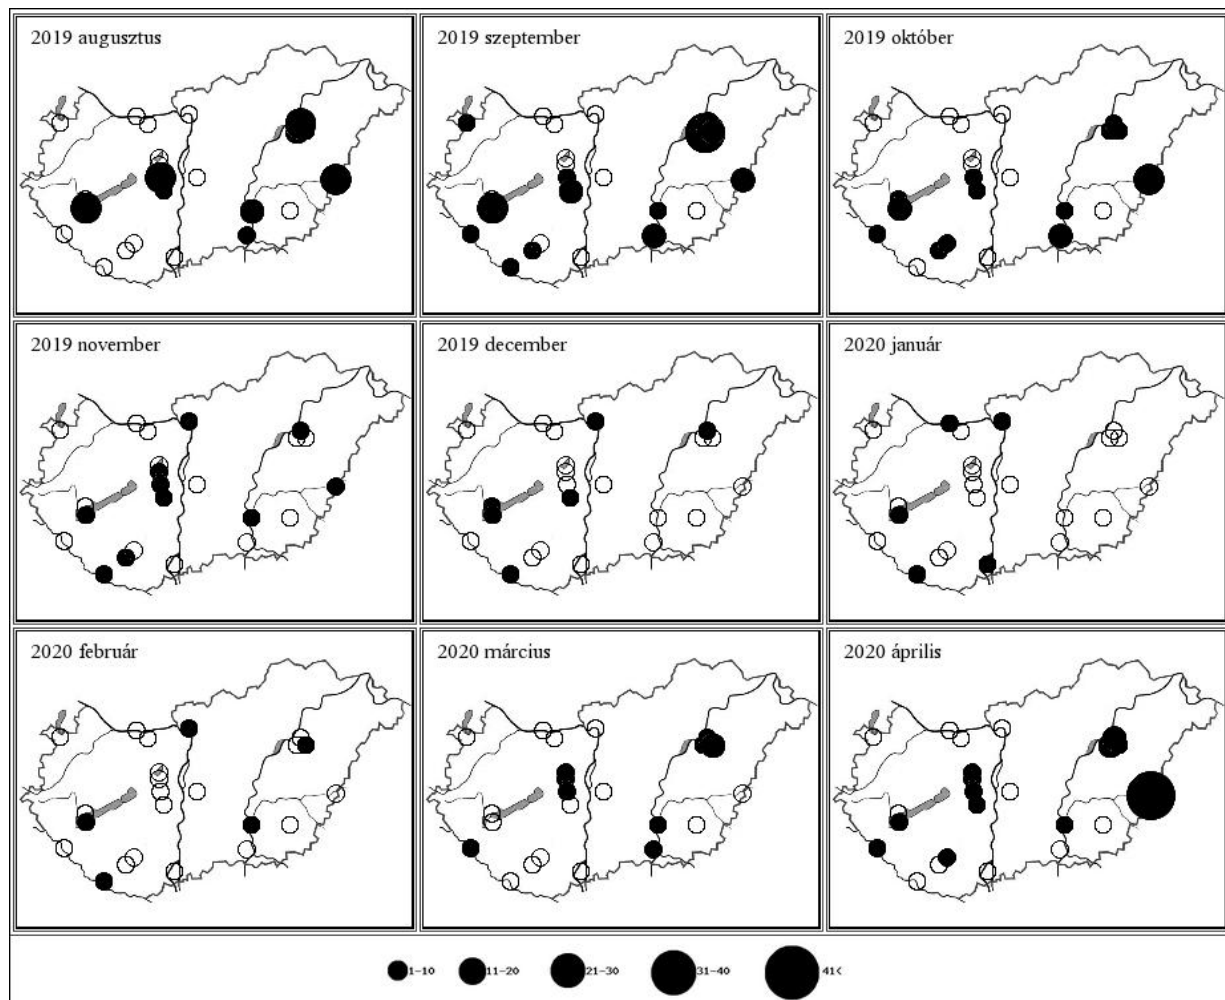 2019 augusztus
2019 szeptember
2019 október
2019 november
2019 december
2020 január
2020 február
2020 március
2020 április
1-10
11-20
21-30
31-40
41<